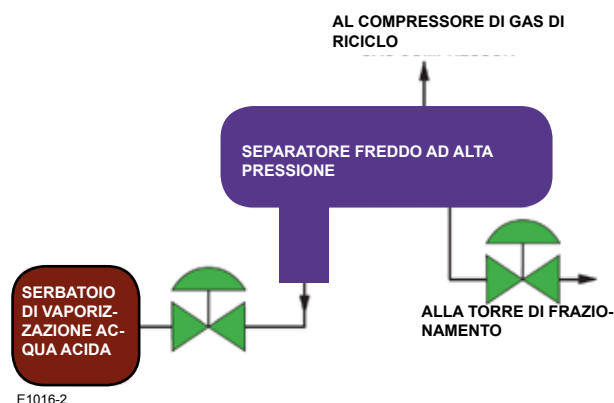 AL COMPRESSORE DI GAS DI
RICICLO
SEPARATORE FREDDO AD ALTA
PRESSIONE
SERBATOIO
DI VAPORIZ-
ZAZIONE AC-
QUA ACIDA
ALLA TORRE DI FRAZIO-
NAMENTO
E1016-2